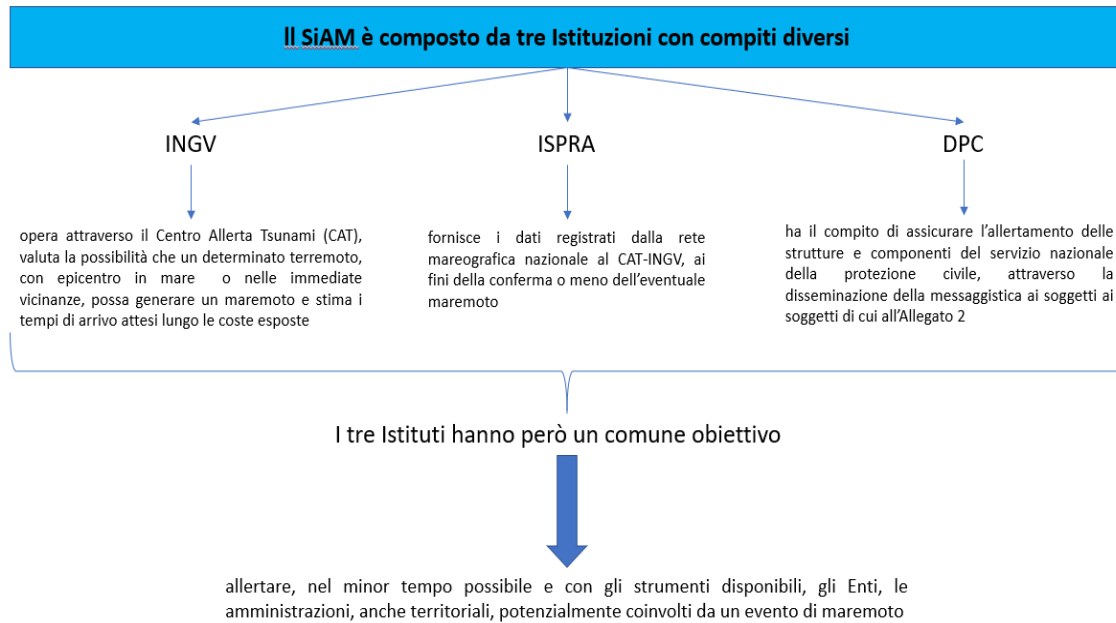 Il SiAM è composto da tre Istituzioni con compiti diversi
INGV
ISPRA
DPC
opera attraverso il Centro Allerta Tsunami (CAT),
valuta la possibilità che un determinato terremoto,
con epicentro in mare o nelle immediate
vicinanze, possa generare un maremoto e stima i
tempi di arrivo attesi lungo le coste esposte
fornisce i dati registrati dalla rete
mareografica nazionale al CAT-INGV, ai
fini della conferma o meno dell'eventuale
maremoto
ha il compito di assicurare l'allertamento delle
strutture e componenti del servizio nazionale
della protezione civile, attraverso la
disseminazione della messaggistica ai soggetti ai
soggetti di cui all'Allegato 2
I tre Istituti hanno però un comune obiettivo
allertare, nel minor tempo possibile e con gli strumenti disponibili, gli Enti, le
amministrazioni, anche territoriali, potenzialmente coinvolti da un evento di maremoto